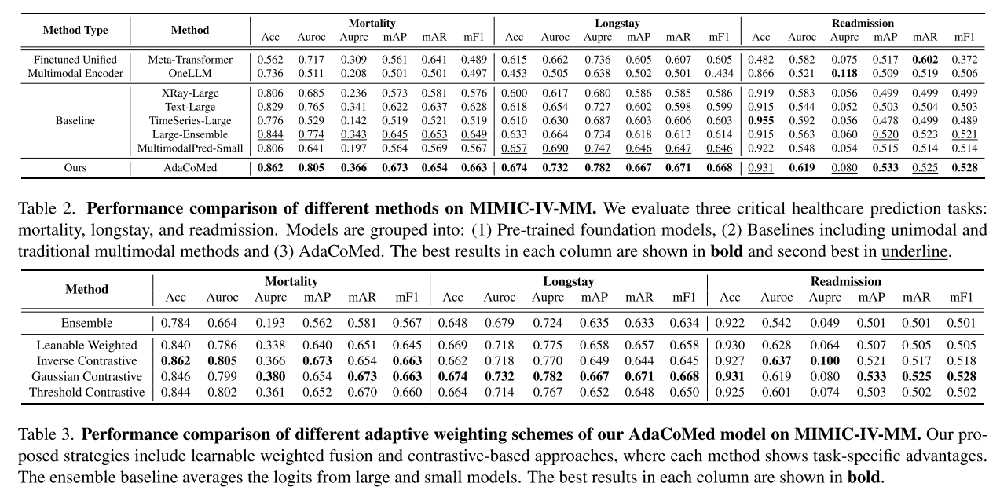 Method Type Method Mortality Longstay Readmission
Acc Auroc Auprc mAP mAR mF1 Acc Auroc Auprc mAP mAR mF1 Acc Auroc Auprc mAP mAR mF1
Finetuned Unified Meta-Transformer 0.562 0.717 0.309 0.561 0.641 0.489 0.615 0.662 0.736 0.605 0.607 0.605 0.482 0.582 0.075 0.517 0.602 0.372
Multimodal Encoder OneLLM 0.736 0.511 0.208 0.501 0.501 0.497 0.453 0.505 0.638 0.502 0.501 0..434 0.866 0.521 0.118 0.509 0.519 0.506
XRay-Large 0.806 0.685 0.236 0.573 0.581 0.576 0.600 0.617 0.680 0.586 0.585 0.586 0.919 0.583 0.056 0.499 0.499 0.499
Text-Large 0.829 0.765 0.341 0.622 0.637 0.628 0.618 0.654 0.727 0.602 0.598 0.599 0.915 0.544 0.052 0.503 0.504 0.503
Baseline TimeSeries-Large 0.776 0.529 0.142 0.519 0.521 0.519 0.610 0.630 0.687 0.603 0.606 0.603 0.955 0.592 0.056 0.478 0.499 0.489
Large-Ensemble 0.844 0.774 0.343 0.645 0.653 0.649 0.633 0.664 0.734 0.618 0.613 0.614 0.915 0.563 0.060 0.520 0.523 0.521
MultimodalPred-Small 0.806 0.641 0.197 0.564 0.569 0.567 0.657 0.690 0.747 0.646 0.647 0.646 0.922 0.548 0.054 0.515 0.514 0.514
Ours AdaCoMed 0.862 0.805 0.366 0.673 0.654 0.663 0.674 0.732 0.782 0.667 0.671 0.668 0.931 0.619 0.080 0.533 0.525 0.528
Table 2. Performance comparison of different methods on MIMIC-IV-MM. We evaluate three critical healthcare prediction tasks:
mortality, longstay, and readmission. Models are grouped into: (1) Pre-trained foundation models, (2) Baselines including unimodal and
traditional multimodal methods and (3) AdaCoMed. The best results in each column are shown in bold and second best in underline.
Method Mortality Longstay Readmission
Acc Auroc Auprc mAP mAR mF1 Acc Auroc Auprc mAP mAR mF1 Acc Auroc Auprc mAP mAR mF1
Ensemble 0.784 0.664 0.193 0.562 0.581 0.567 0.648 0.679 0.724 0.635 0.633 0.634 0.922 0.542 0.049 0.501 0.501 0.501
Leanable Weighted 0.840 0.786 0.338 0.640 0.651 0.645 0.669 0.718 0.775 0.658 0.657 0.658 0.930 0.628 0.064 0.507 0.505 0.505
Inverse Contrastive 0.862 0.805 0.366 0.673 0.654 0.663 0.662 0.718 0.770 0.649 0.644 0.645 0.927 0.637 0.100 0.521 0.517 0.518
Gaussian Contrastive 0.846 0.799 0.380 0.654 0.673 0.663 0.674 0.732 0.782 0.667 0.671 0.668 0.931 0.619 0.080 0.533 0.525 0.528
Threshold Contrastive 0.844 0.802 0.361 0.652 0.670 0.660 0.664 0.714 0.767 0.652 0.648 0.650 0.925 0.601 0.074 0.503 0.502 0.502
Table 3. Performance comparison of different adaptive weighting schemes of our AdaCoMed model on MIMIC-IV-MM. Our pro-
posed strategies include learnable weighted fusion and contrastive-based approaches, where each method shows task-specific advantages.
The ensemble baseline averages the logits from large and small models. The best results in each column are shown in bold.